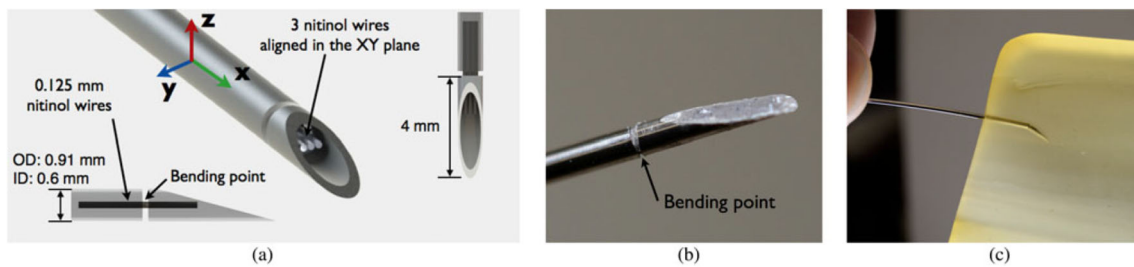 z
x
y
3 nitinol wires
aligned in the XY plane
0.125 mm
nitinol wires
OD: 0.91 mm
ID: 0.6 mm
Bending point
4 mm
(a)
Bending point
(b)
(c)